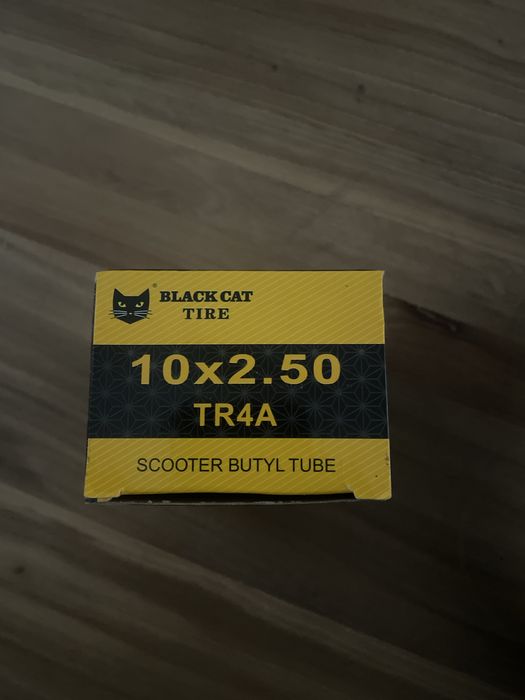 BLACK CAT
TIRE
10x2.50
TR4A
SCOOTER BUTYL TUBE